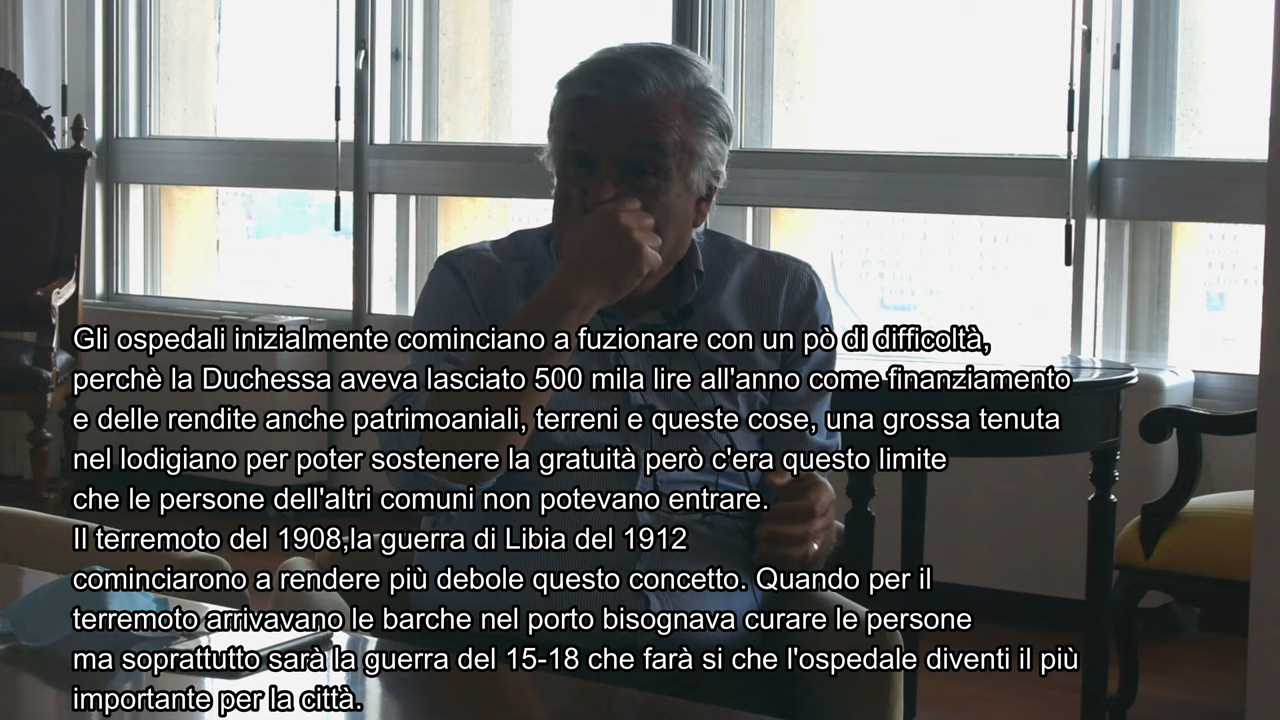 Gli ospedali inizialmente cominciano a fuzionare con un pò di difficoltà,
perchè la Duchessa aveva lasciato 500 mila lire all'anno come finanziamento
e delle rendite anche patrimoaniali, terreni e queste cose, una grossa tenuta
nel lodigiano per poter sostenere la gratuità però c'era questo limite
che le persone dell'altri comuni non potevano entrare.
Il terremoto del 1908,la guerra di Libia del 1912
cominciarono a rendere più debole questo concetto. Quando per il
terremoto arrivavano le barche nel porto bisognava curare le persone
ma soprattutto sarà la guerra del 15-18 che farà si che l'ospedale diventi il più
importante per la città.